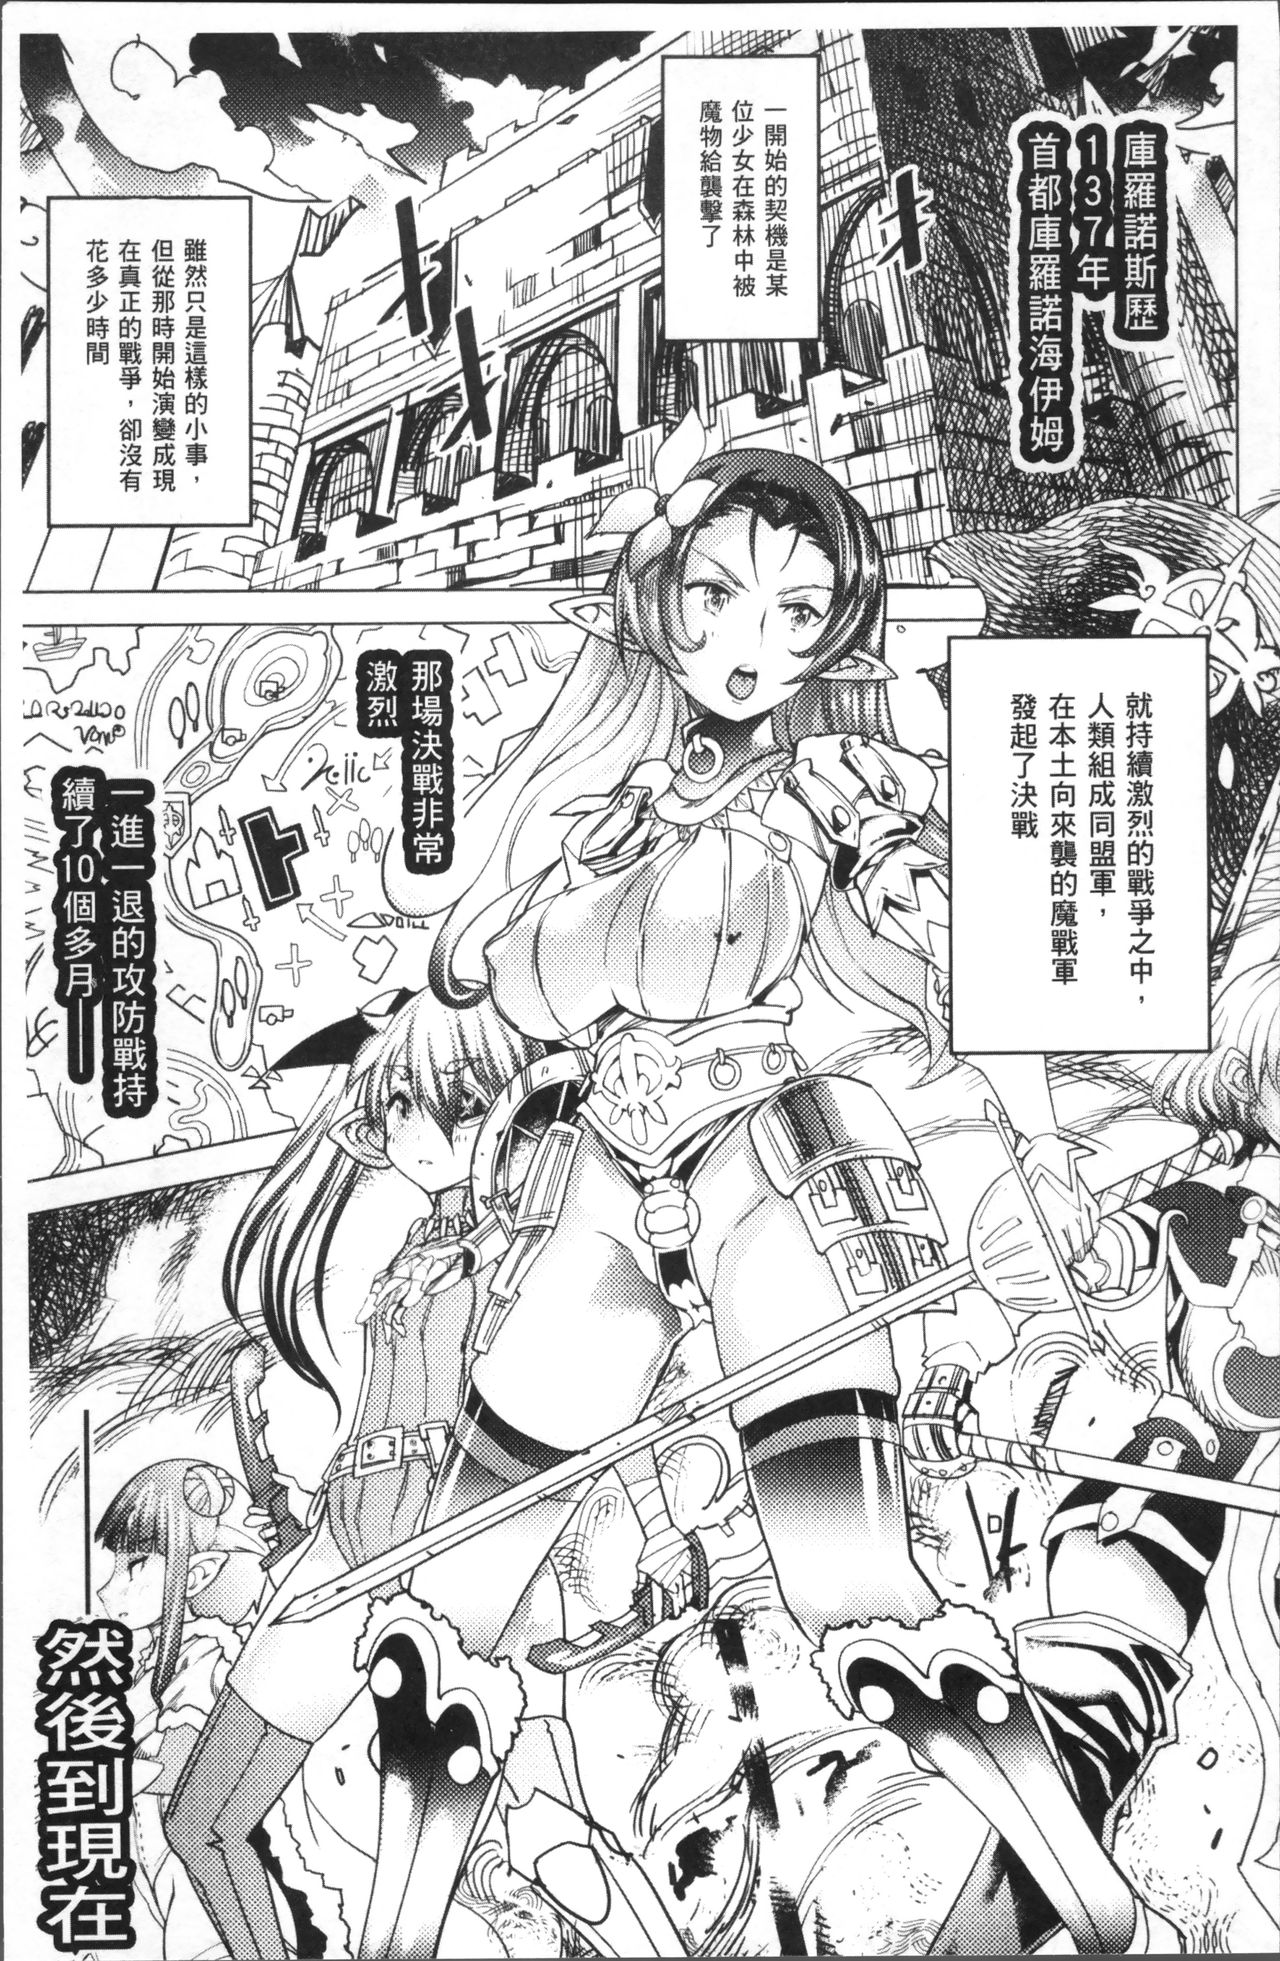 庫羅諾斯歷
137年
首都庫羅諾海伊姆
一開始的契機是某
位少女在森林中被
魔物給襲擊了
雖然只是這樣的小事，
但從那時開始演變成現
在真正的戰爭，卻沒有
花多少時間
就持續激烈的戰爭之中，
人類組成同盟軍，
在本土向來襲的魔戰軍
發起了決戰
那場決戰非常
激烈
一進一退的攻防戰持
續了10個多月——
——然後到現在